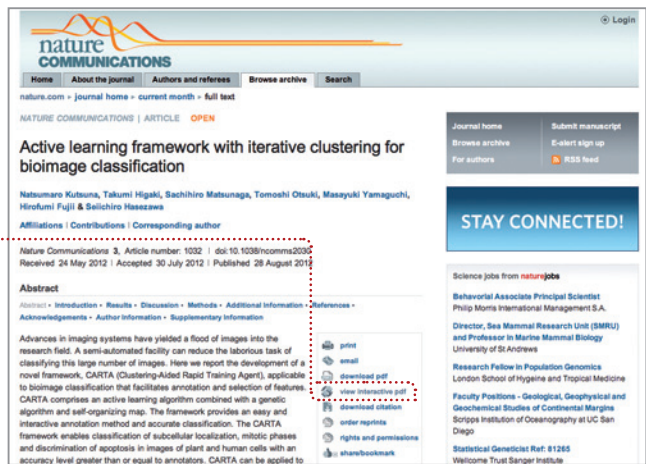 Login
nature
COMMUNICATIONS
Home About the journal Authors and referees Browse archive Search
nature.com » journal home » current month » full text
NATURE COMMUNICATIONS | ARTICLE OPEN
Active learning framework with iterative clustering for
bioimage classification
Natsumaro Kutsuna, Takumi Higaki, Sachihiro Matsunaga, Tomoshi Otsuki, Masayuki Yamaguchi,
Hirofumi Fujii & Seiichiro Hasezawa
Affiliations | Contributions | Corresponding author
Nature Communications 3, Article number: 1032 | doi:10.1038/ncomms2030
Received 24 May 2012 | Accepted 30 July 2012 | Published 28 August 2012
Abstract
Abstract • Introduction • Results • Discussion • Methods • Additional information • References •
Acknowledgements • Author information • Supplementary information
Advances in imaging systems have yielded a flood of images into the
research field. A semi-automated facility can reduce the laborious task of
classifying this large number of images. Here we report the development of a
novel framework, CARTA (Clustering-Aided Rapid Training Agent), applicable
to bioimage classification that facilitates annotation and selection of features.
CARTA comprises an active learning algorithm combined with a genetic
algorithm and self-organizing map. The framework provides an easy and
interactive annotation method and accurate classification. The CARTA
framework enables classification of subcellular localization, mitotic phases
and discrimination of apoptosis in images of plant and human cells with an
accuracy level greater than or equal to annotators. CARTA can be applied to
print
email
download pdf
view interactive pdf
download citation
order reprints
rights and permissions
share/bookmark
Journal home Submit manuscript
Browse archive E-alert sign up
For authors RSS feed
STAY CONNECTED!
Science jobs from naturejobs
Behavorial Associate Principal Scientist
Philip Morris International Management S.A.
Director, Sea Mammal Research Unit (SMRU)
and Professor in Marine Mammal Biology
University of St Andrews
Research Fellow in Population Genomics
London School of Hygeine and Tropical Medicine
Faculty Positions - Geological, Geophysical and
Geochemical Studies of Continental Margins
Scripps Institution of Oceanography at UC San
Diego
Statistical Geneticist Ref: 81265
Wellcome Trust Sanger Institute